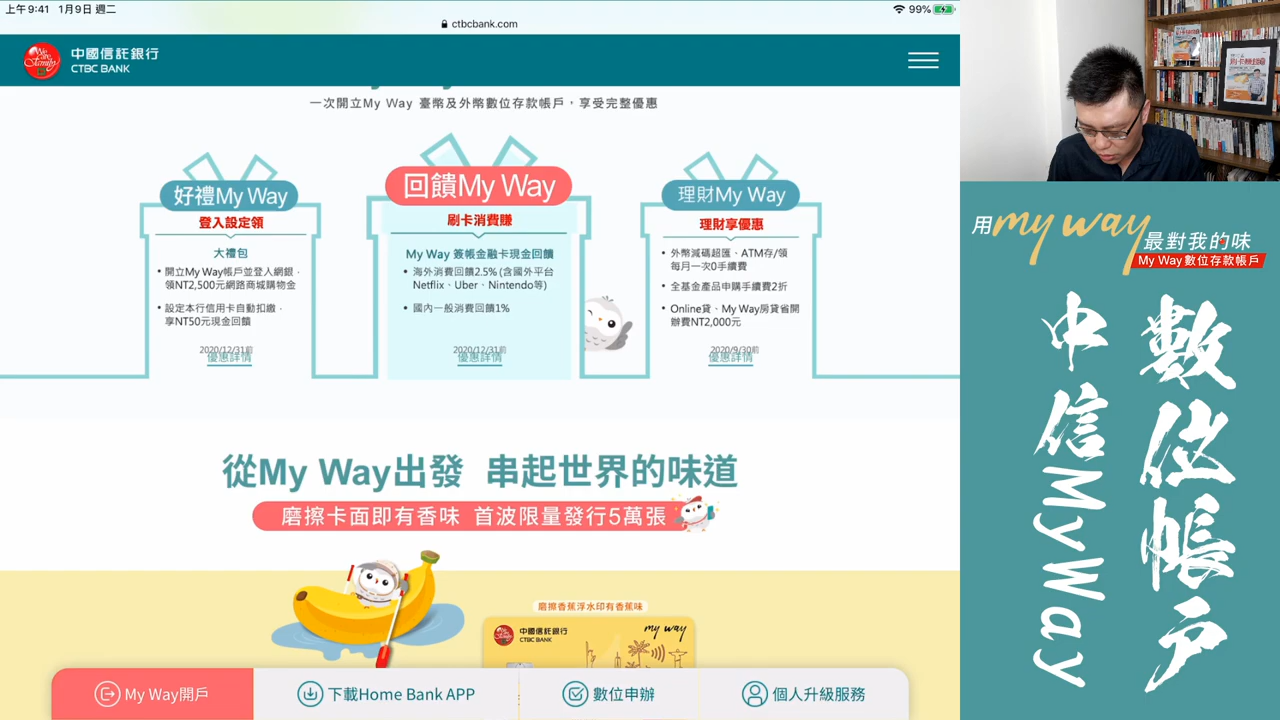 上午9:41 1月9日 週二
99%
ctbcbank.com
We are Family
中國信託銀行
CTBC BANK
一次開立My Way 臺幣及外幣數位存款帳戶，享受完整優惠
好禮My Way
登入設定領
大禮包
• 開立My Way帳戶並登入網銀，
領NT2,500元網路商城購物金
• 設定本行信用卡自動扣繳，
享NT50元現金回饋
2020/12/31前
優惠詳情
回饋My Way
刷卡消費賺
My Way 簽帳金融卡現金回饋
• 海外消費回饋2.5% (含國外平台
Netflix、Uber、Nintendo等)
• 國內一般消費回饋1%
2020/12/31前
優惠詳情
理財My Way
理財享優惠
• 外幣減碼超匯、ATM存/領
每月一次0手續費
• 全基金產品申購手續費2折
• Online貸、My Way房貸省開
辦費NT2,000元
2020/9/30前
優惠詳情
從My Way出發 串起世界的味道
磨擦卡面即有香味 首波限量發行5萬張
磨擦香蕉浮水印有香蕉味
中國信託銀行
CTBC BANK
my way
My Way開戶
下載Home Bank APP
數位申辦
個人升級服務
用my way最對我的味
My Way數位存款帳戶
數位帳戶
中信MyWay